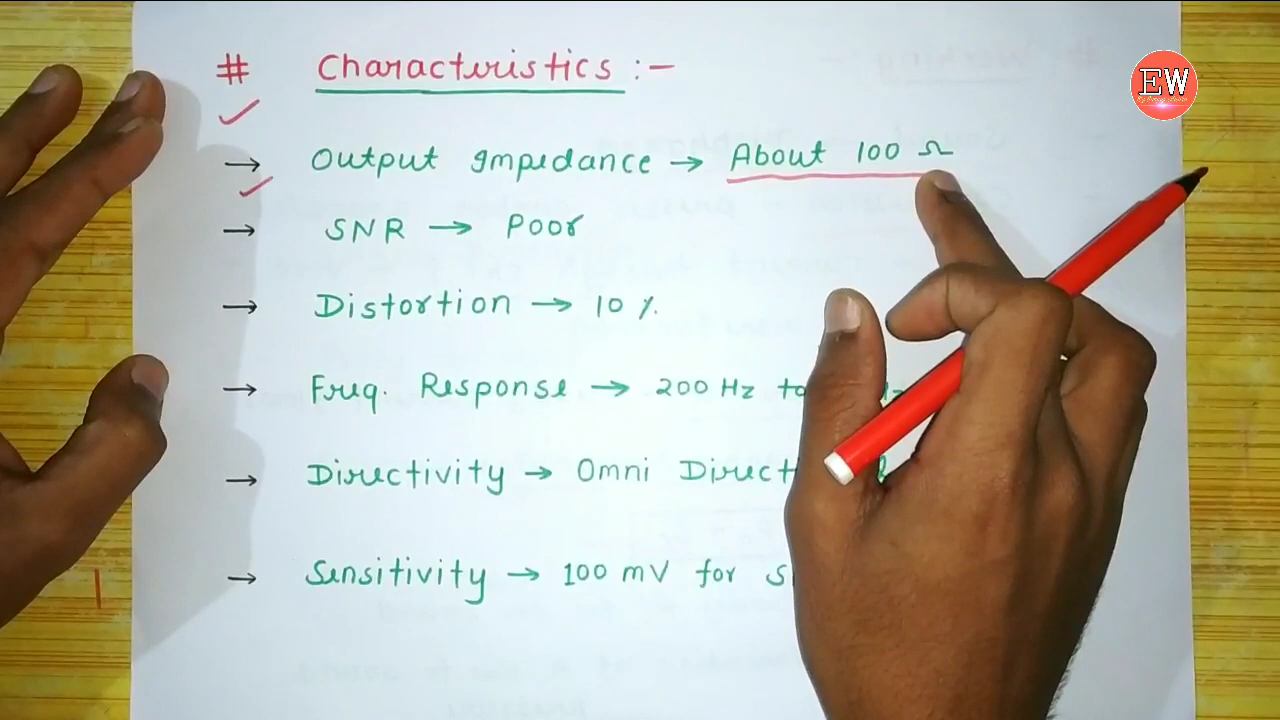 # Characteristics :-
→ Output Impedance → About 100 Ω
→ SNR → Poor
→ Distortion → 10 %.
→ Freq. Response → 200 Hz to
→ Directivity → Omni
→ Sensitivity → 100 mV for
EW